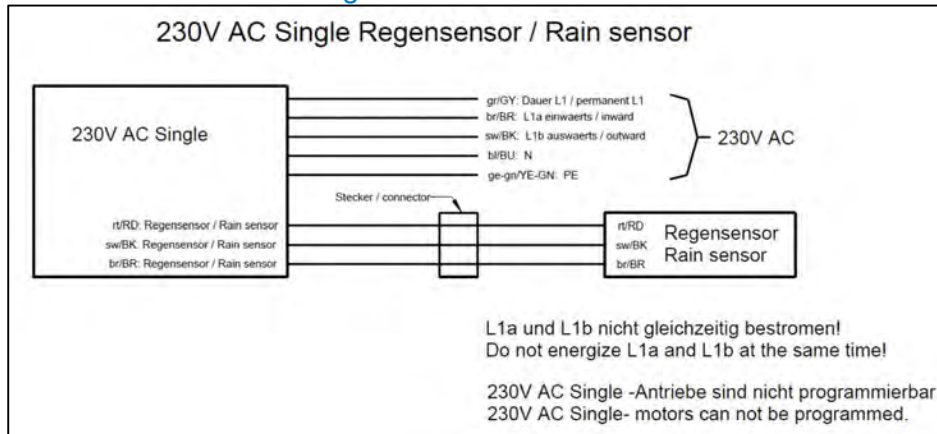 230V AC Single Regensensor / Rain sensor
230V AC Single
gr/GY: Dauer L1 / permanent L1
br/BR: L1a einwaerts / inward
sw/BK: L1b auswaerts / outward
bl/BU: N
ge-gn/YE-GN: PE
230V AC
Stecker / connector
rt/RD: Regensensor / Rain sensor
sw/BK: Regensensor / Rain sensor
br/BR: Regensensor / Rain sensor
rt/RD
sw/BK
br/BR
Regensensor
Rain sensor
L1a und L1b nicht gleichzeitig bestromen!
Do not energize L1a and L1b at the same time!
230V AC Single -Antriebe sind nicht programmierbar
230V AC Single- motors can not be programmed.